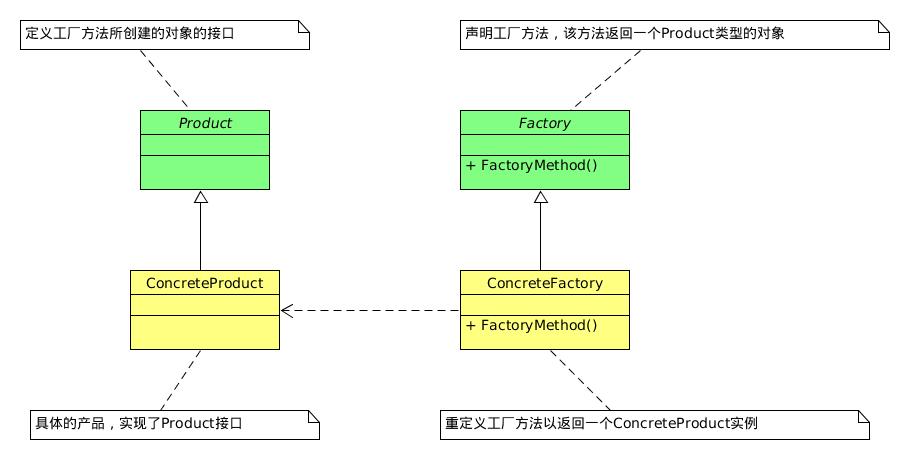 定义工厂方法所创建的对象的接口
声明工厂方法，该方法返回一个Product类型的对象
Product
Factory
+ FactoryMethod()
ConcreteProduct
ConcreteFactory
+ FactoryMethod()
具体的产品，实现了Product接口
重定义工厂方法以返回一个ConcreteProduct实例